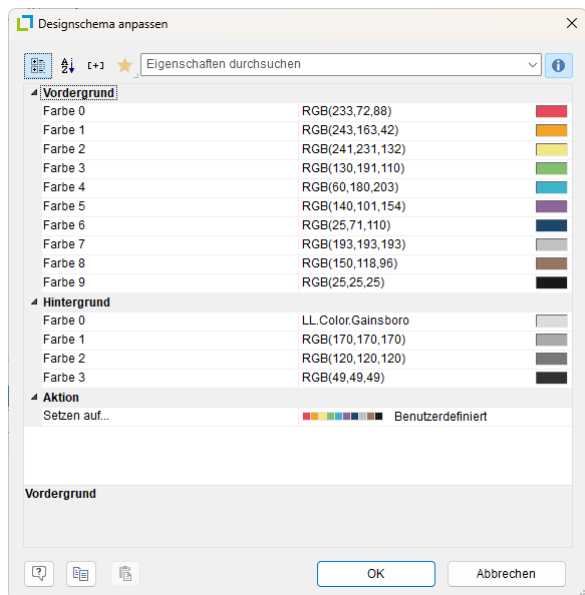 Designschema anpassen
Eigenschaften durchsuchen
Vordergrund
Farbe 0 RGB(233,72,88)
Farbe 1 RGB(243,163,42)
Farbe 2 RGB(241,231,132)
Farbe 3 RGB(130,191,110)
Farbe 4 RGB(60,180,203)
Farbe 5 RGB(140,101,154)
Farbe 6 RGB(25,71,110)
Farbe 7 RGB(193,193,193)
Farbe 8 RGB(150,118,96)
Farbe 9 RGB(25,25,25)
Hintergrund
Farbe 0 LL.Color.Gainsboro
Farbe 1 RGB(170,170,170)
Farbe 2 RGB(120,120,120)
Farbe 3 RGB(49,49,49)
Aktion
Setzen auf... Benutzerdefiniert
Vordergrund
OK Abbrechen